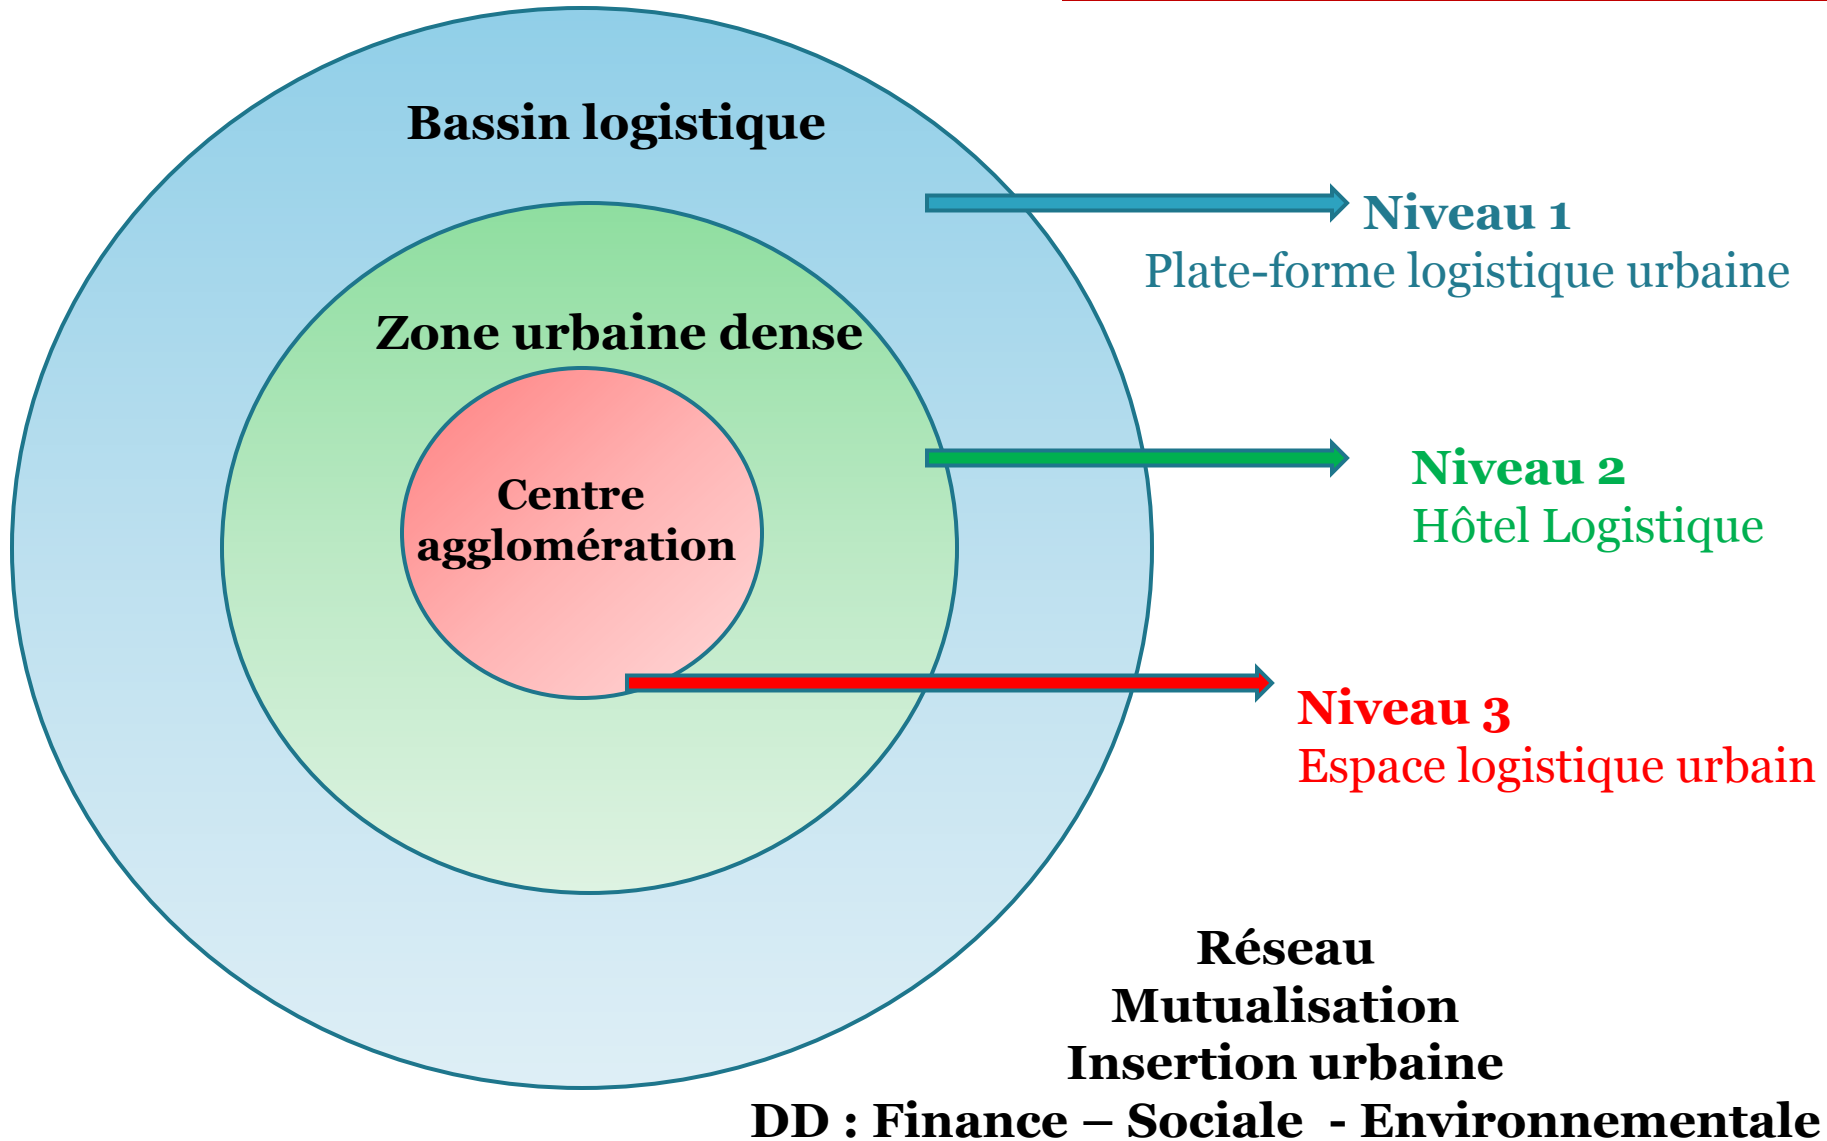 Bassin logistique
Niveau 1
Plate-forme logistique urbaine
Zone urbaine dense
Niveau 2
Hôtel Logistique
Centre
agglomération
Niveau 3
Espace logistique urbain
Réseau
Mutualisation
Insertion urbaine
DD : Finance – Sociale - Environnementale